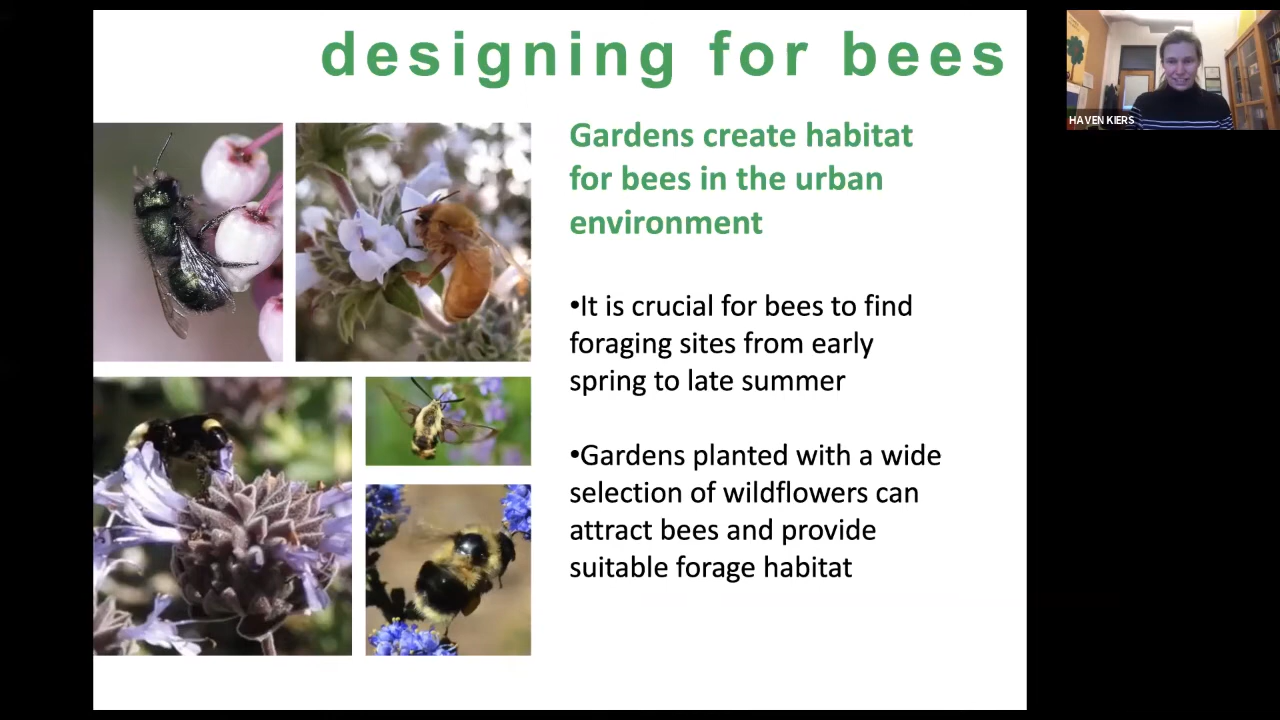 designing for bees
Gardens create habitat
for bees in the urban
environment
•It is crucial for bees to find
foraging sites from early
spring to late summer
•Gardens planted with a wide
selection of wildflowers can
attract bees and provide
suitable forage habitat
HAVEN KIERS